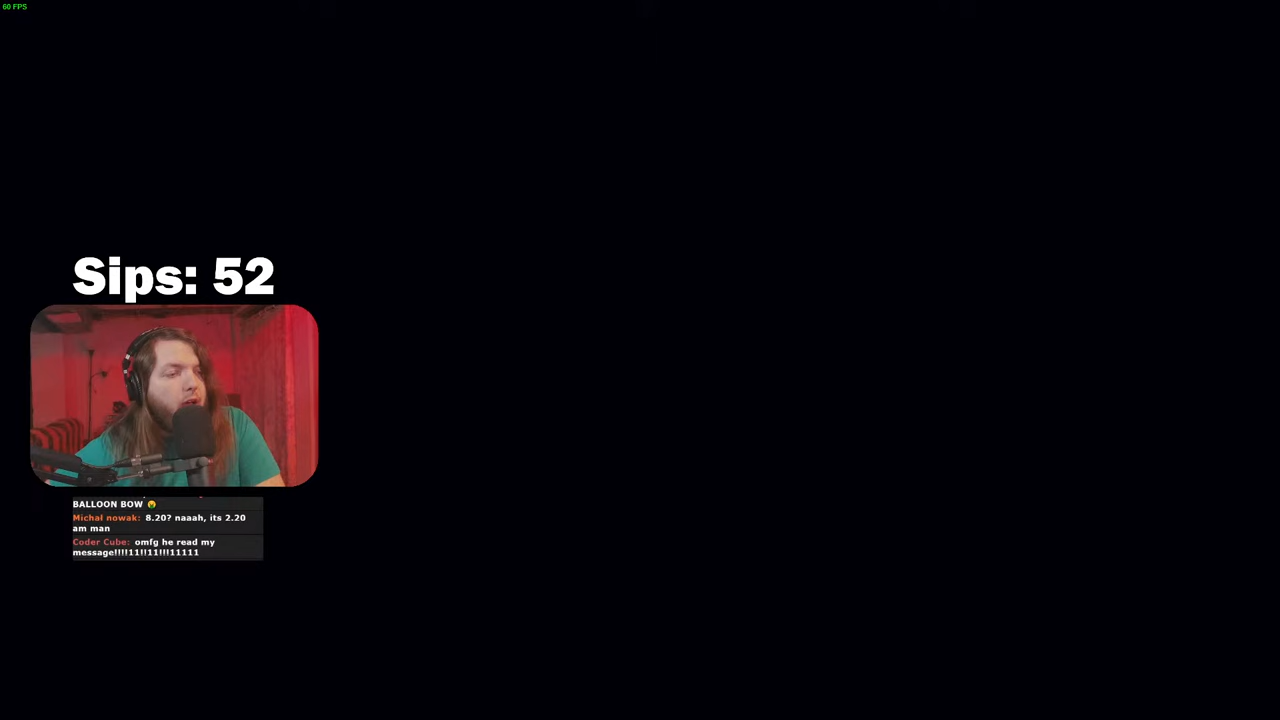 60 FPS
Sips: 52
BALLOON BOW 🤑
Michal nowak: 8.20? naaah, its 2.20
am man
Coder Cube: omfg he read my
message!!!!11!!11!!!11111